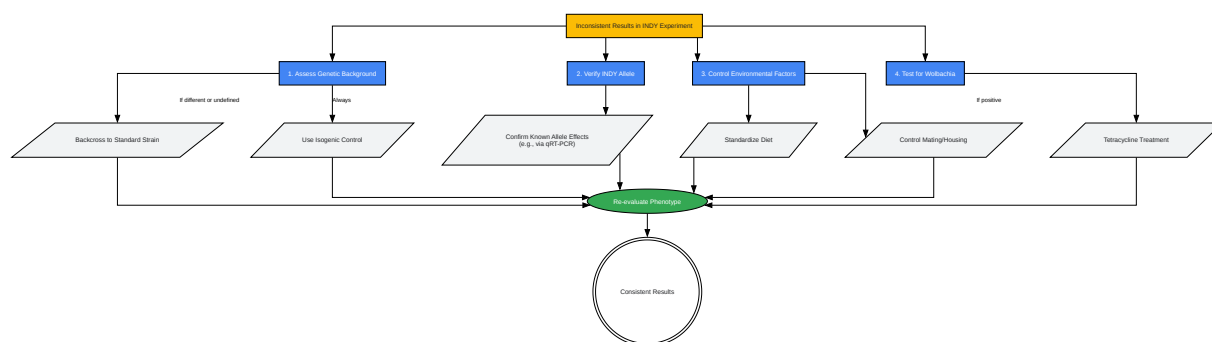 Inconsistent Results in INDY Experiment
1. Assess Genetic Background
2. Verify INDY Allele
3. Control Environmental Factors
4. Test for Wolbachia
If different or undefined
Always
If positive
Backcross to Standard Strain
Use Isogenic Control
Confirm Known Allele Effects
(e.g., via qRT-PCR)
Standardize Diet
Control Mating/Housing
Tetracycline Treatment
Re-evaluate Phenotype
Consistent Results